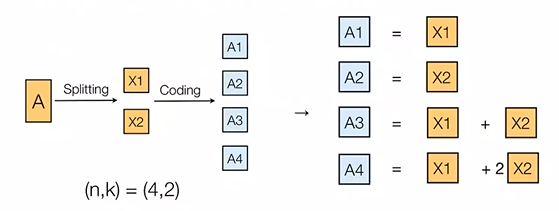 A
Splitting
X1
X2
Coding
A1
A2
A3
A4
(n,k) = (4,2)
→
A1 = X1
A2 = X2
A3 = X1 + X2
A4 = X1 +2 X2